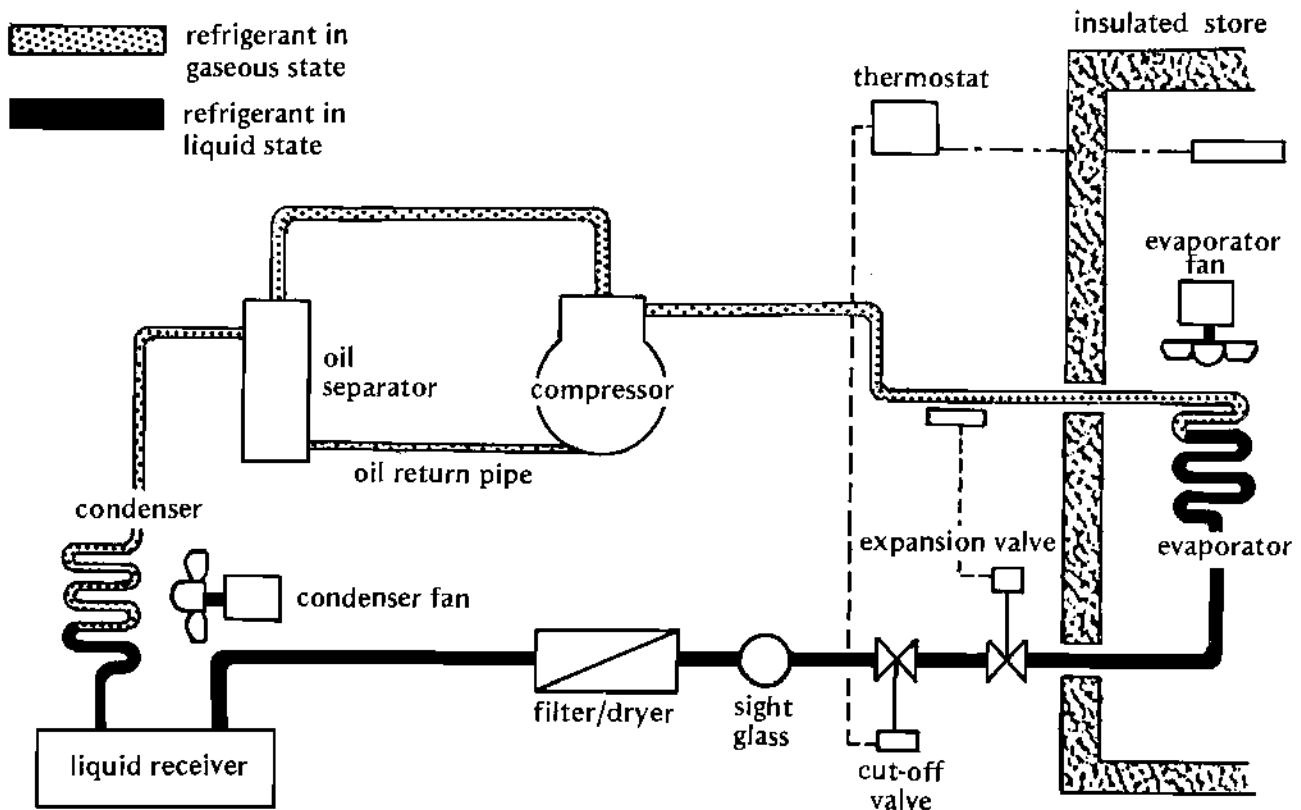 refrigerant in
gaseous state
refrigerant in
liquid state
insulated store
thermostat
evaporator
fan
oil
separator
compressor
oil return pipe
condenser
expansion valve
evaporator
condenser fan
filter/dryer
sight
glass
liquid receiver
cut-off
valve